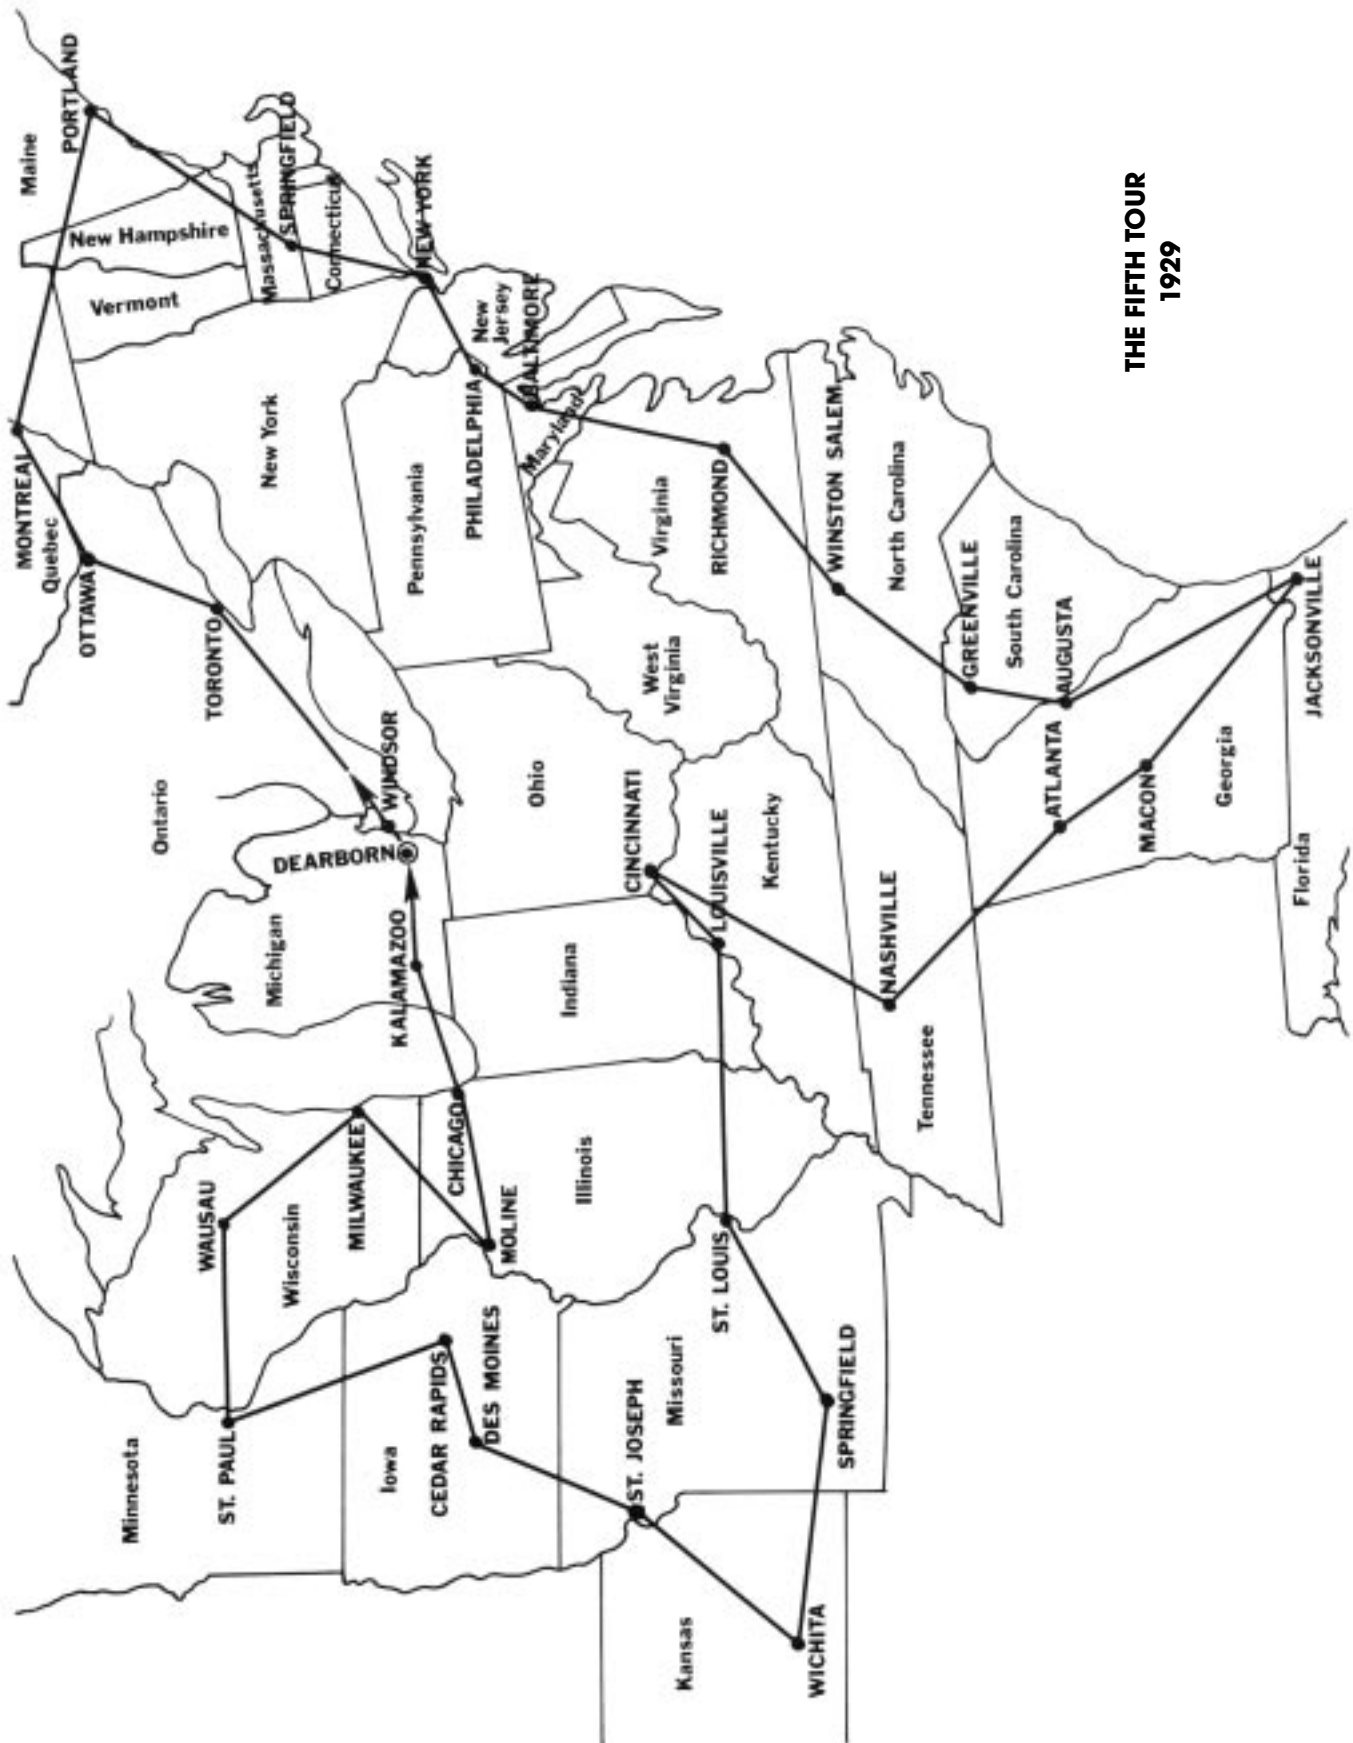 Maine
PORTLAND
New Hampshire
Vermont
Massachusetts
SPRINGFIELD
Connecticut
NEW YORK
New
Jersey
BALTIMORE
Maryland
PHILADELPHIA
New York
Pennsylvania
MONTREAL
Quebec
OTTAWA
TORONTO
Ontario
WINDSOR
DEARBORN
Michigan
KALAMAZOO
Ohio
CINCINNATI
West
Virginia
Virginia
RICHMOND
WINSTON SALEM
North Carolina
GREENVILLE
South Carolina
AUGUSTA
ATLANTA
MACON
Georgia
JACKSONVILLE
Florida
LOUISVILLE
Kentucky
NASHVILLE
Tennessee
Indiana
Illinois
CHICAGO
MILWAUKEE
MOLINE
WAUSAU
Wisconsin
Minnesota
ST. PAUL
Iowa
CEDAR RAPIDS
DES MOINES
ST. JOSEPH
Missouri
ST. LOUIS
SPRINGFIELD
Kansas
WICHITA
THE FIFTH TOUR
1929